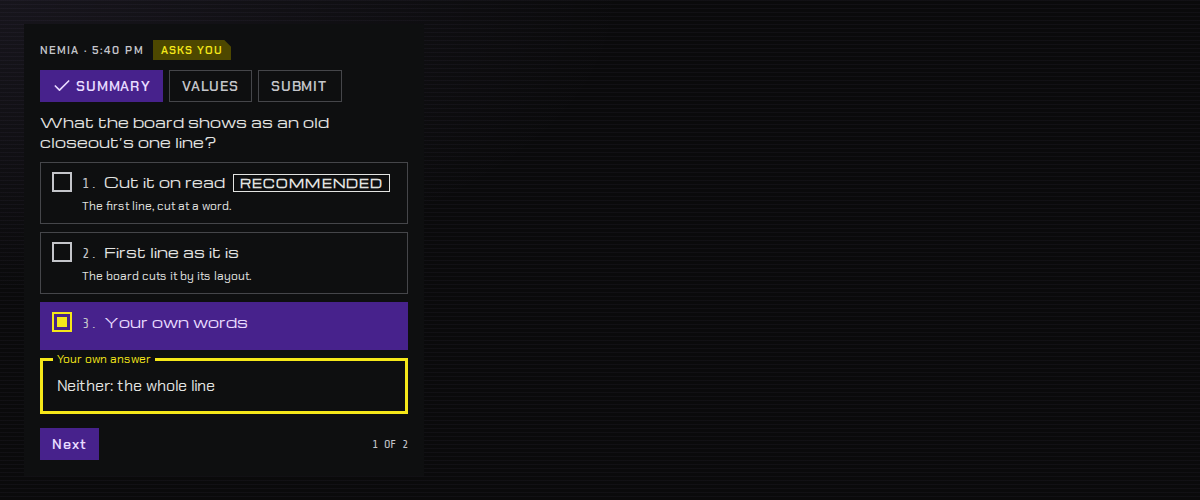 NEMIA · 5:40 PM ASKS YOU
SUMMARY VALUES SUBMIT
What the board shows as an old
closeout's one line?
1. Cut it on read RECOMMENDED
The first line, cut at a word.
2. First line as it is
The board cuts it by its layout.
3. Your own words
Your own answer
Neither: the whole line
Next 1 OF 2